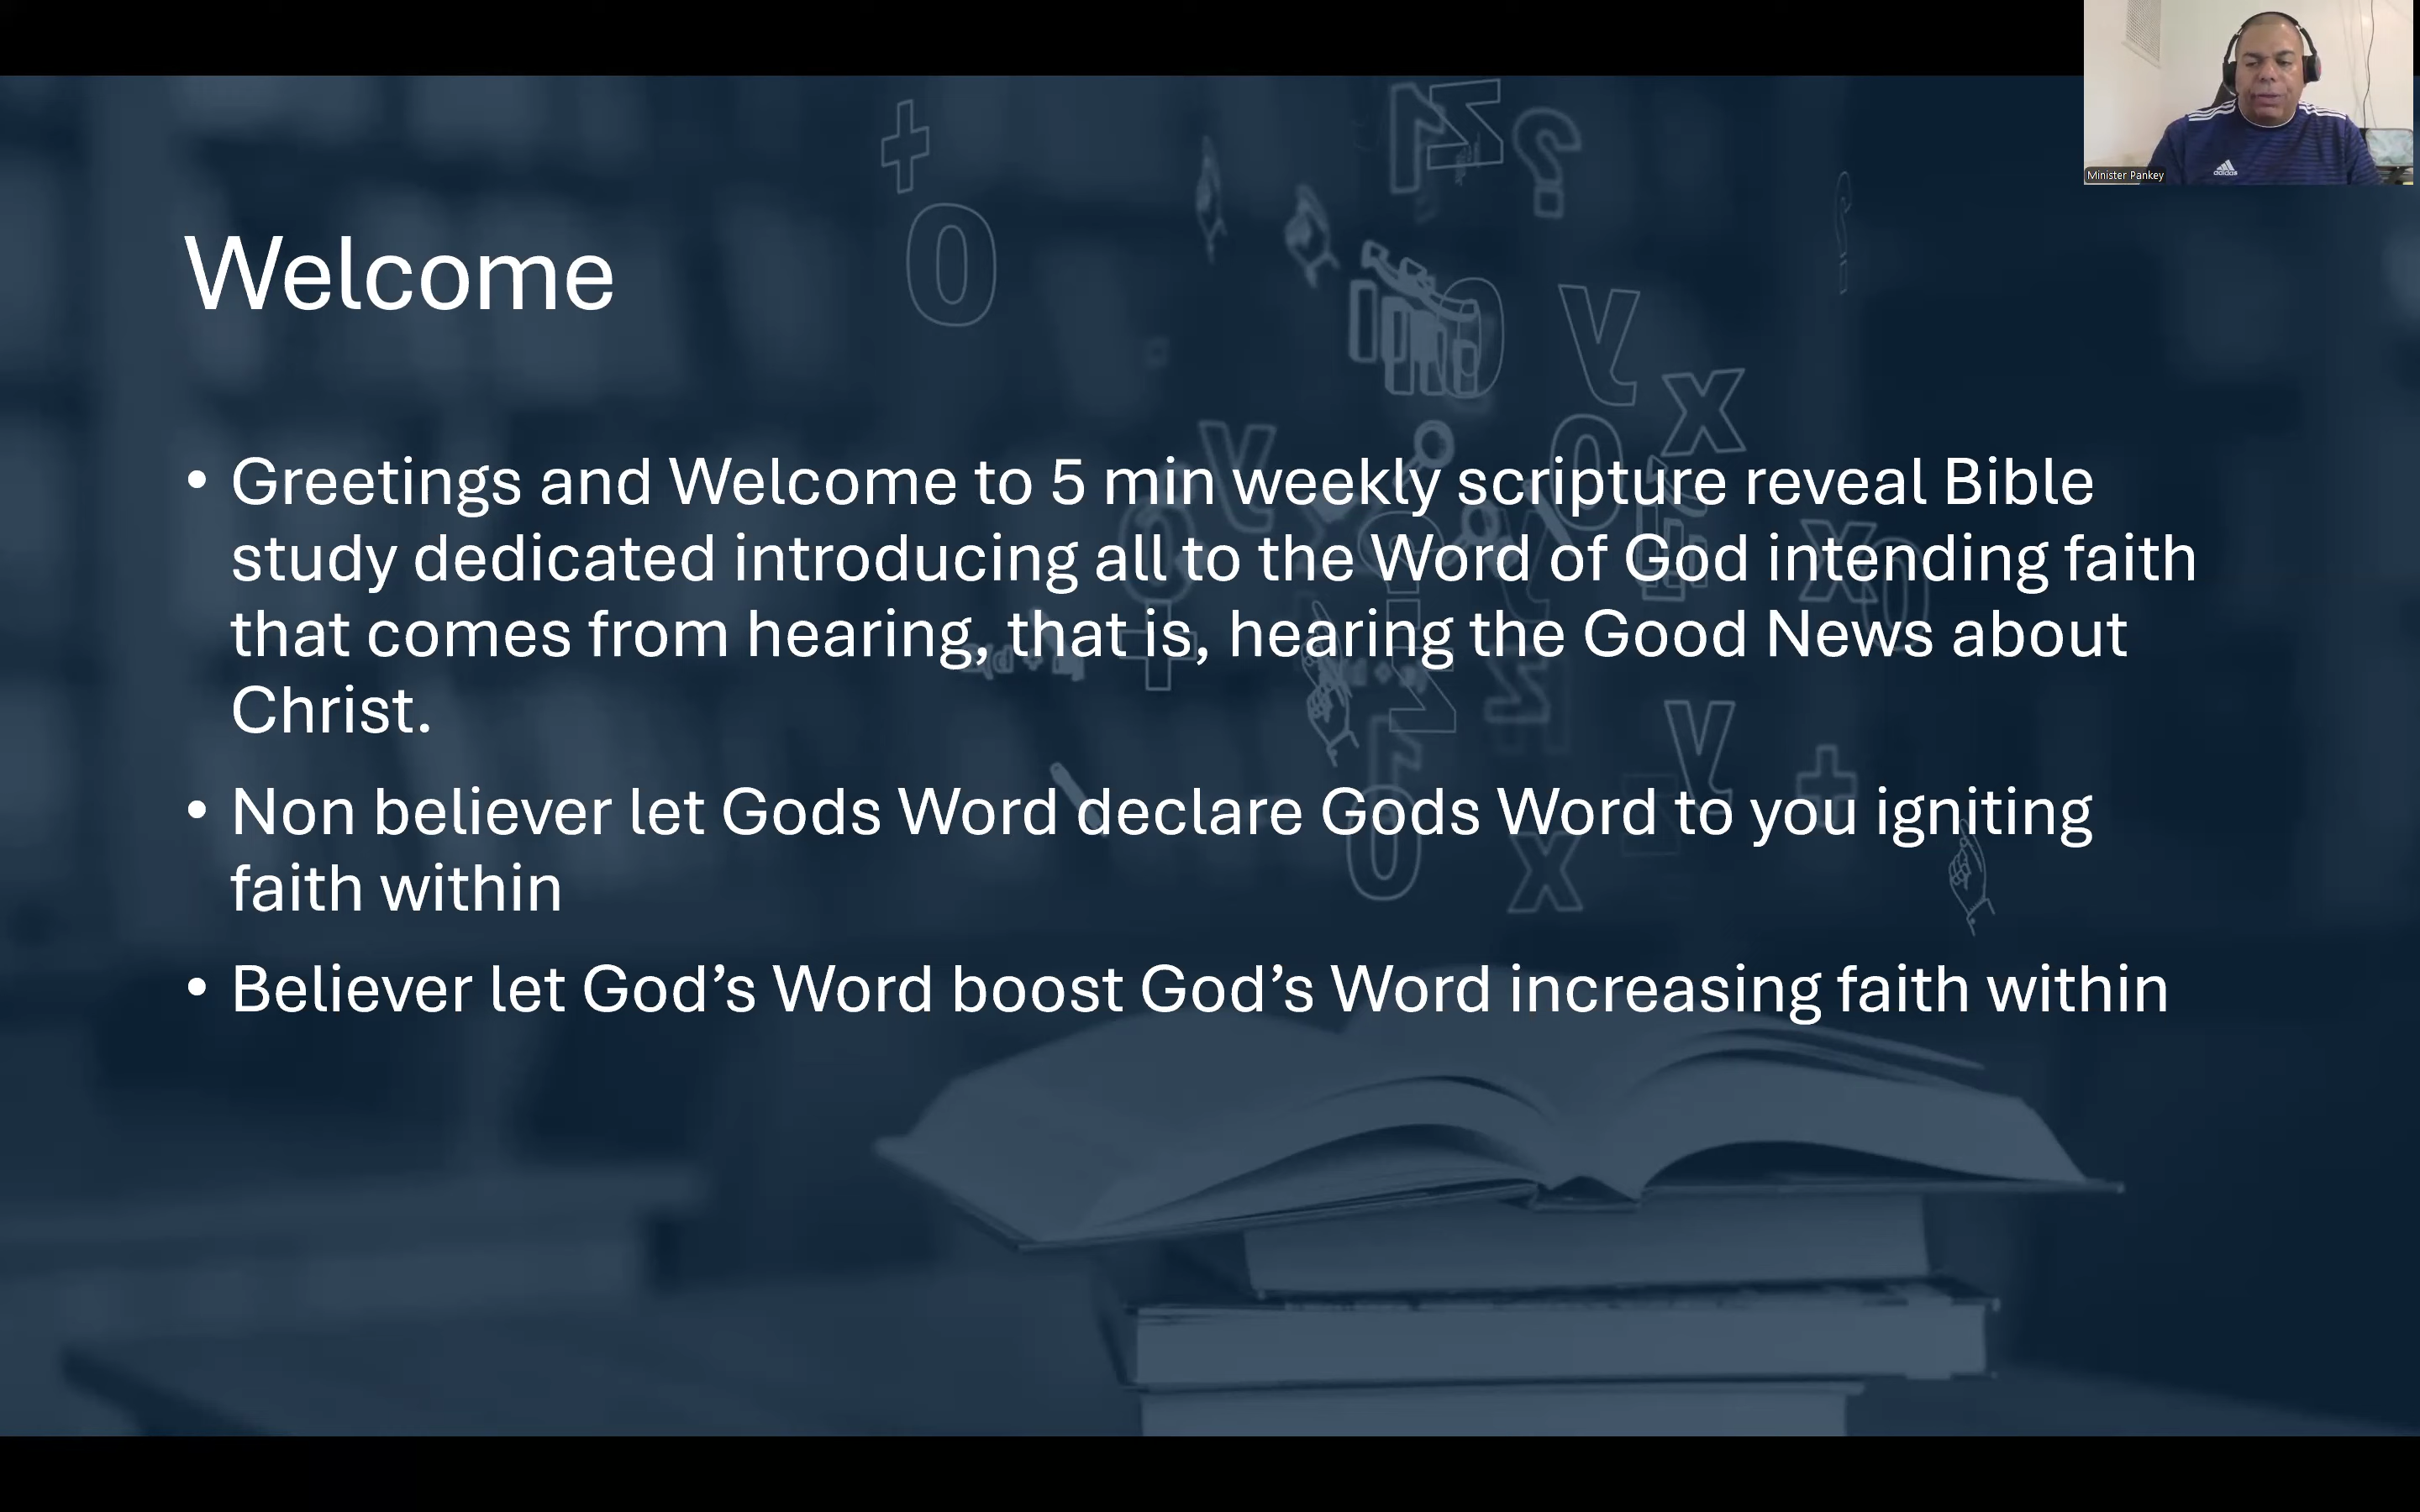 Minister Pankey
adidas
Welcome
• Greetings and Welcome to 5 min weekly scripture reveal Bible
study dedicated introducing all to the Word of God intending faith
that comes from hearing, that is, hearing the Good News about
Christ.
• Non believer let Gods Word declare Gods Word to you igniting
faith within
• Believer let God’s Word boost God’s Word increasing faith within